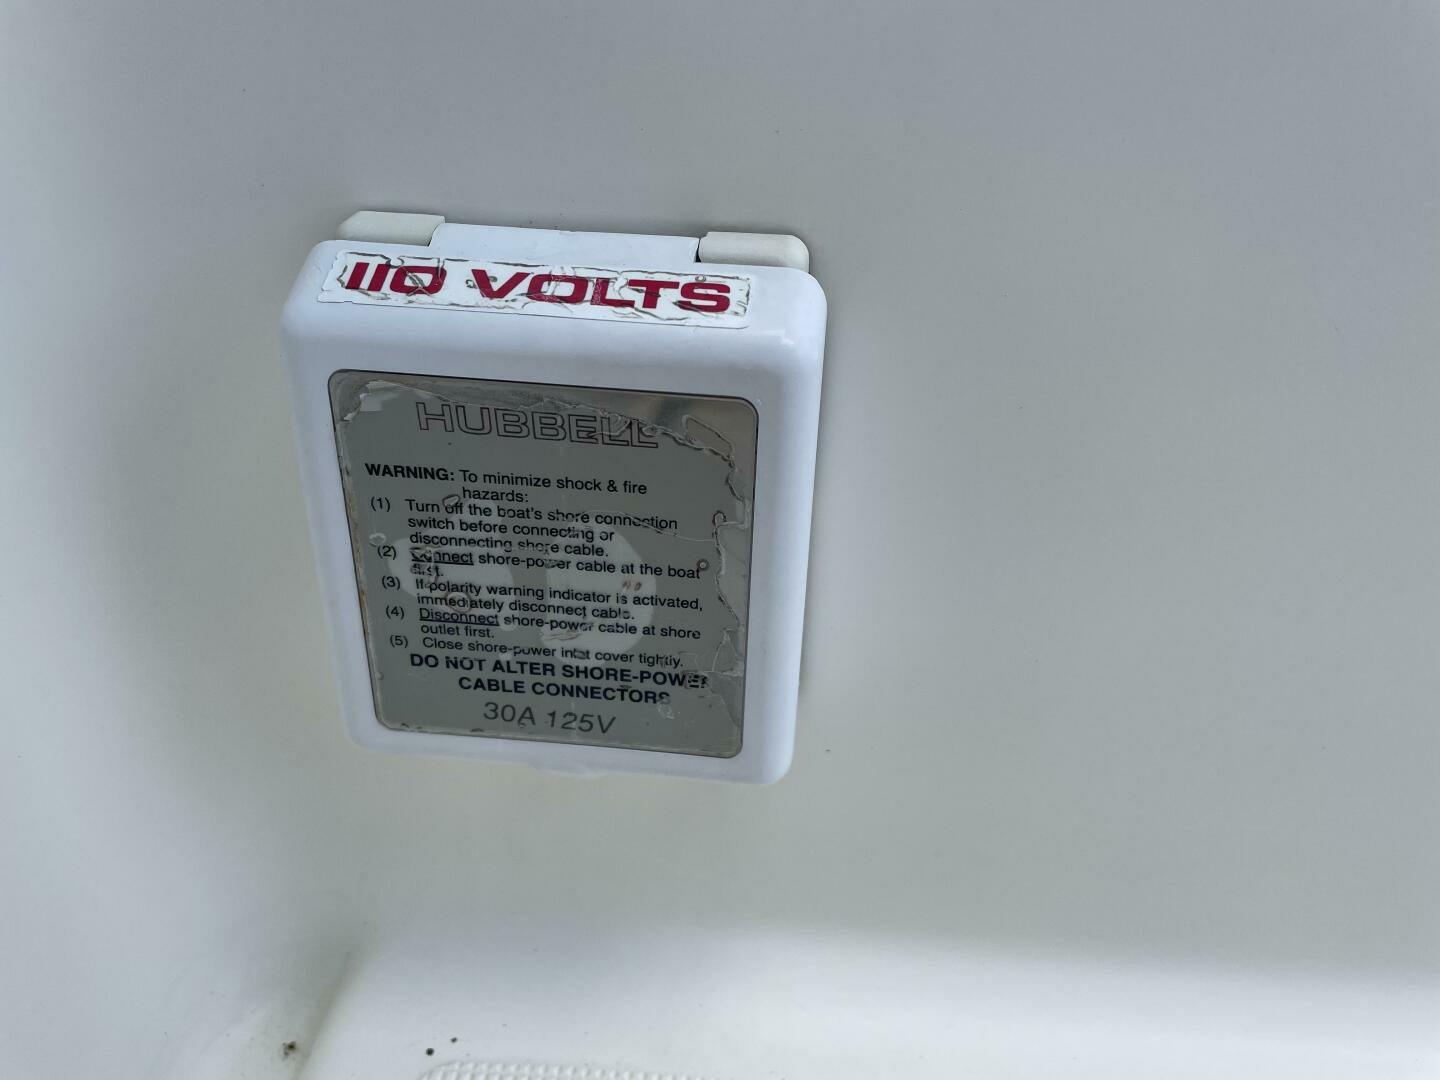 110 VOLTS
HUBBELL
WARNING: To minimize shock & fire
hazards:
(1) Turn off the boat's shore connection
switch before connecting or
disconnecting shore cable.
(2) Connect shore-power cable at the boat
first.
(3) If polarity warning indicator is activated,
immediately disconnect cable.
(4) Disconnect shore-power cable at shore
outlet first.
(5) Close shore-power inlet cover tightly.
DO NOT ALTER SHORE-POWER
CABLE CONNECTORS
30A 125V